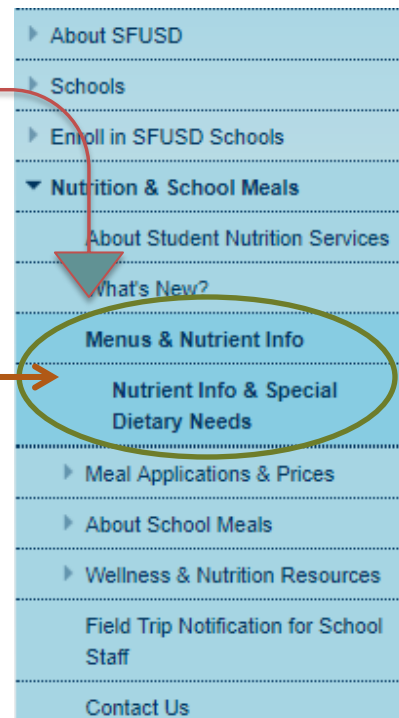 About SFUSD
Schools
Enroll in SFUSD Schools
Nutrition & School Meals
About Student Nutrition Services
What's New?
Menus & Nutrient Info
Nutrient Info & Special
Dietary Needs
Meal Applications & Prices
About School Meals
Wellness & Nutrition Resources
Field Trip Notification for School
Staff
Contact Us